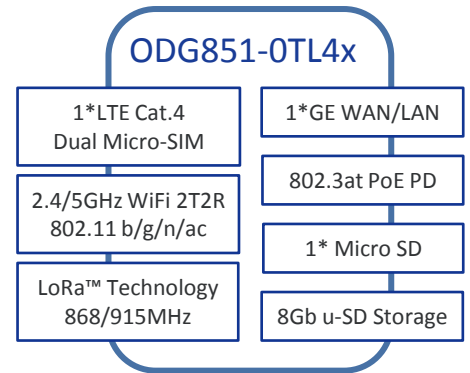 ODG851-0TL4x
1*LTE Cat.4
Dual Micro-SIM
2.4/5GHz WiFi 2T2R
802.11 b/g/n/ac
LoRa™ Technology
868/915MHz
1*GE WAN/LAN
802.3at PoE PD
1* Micro SD
8Gb u-SD Storage